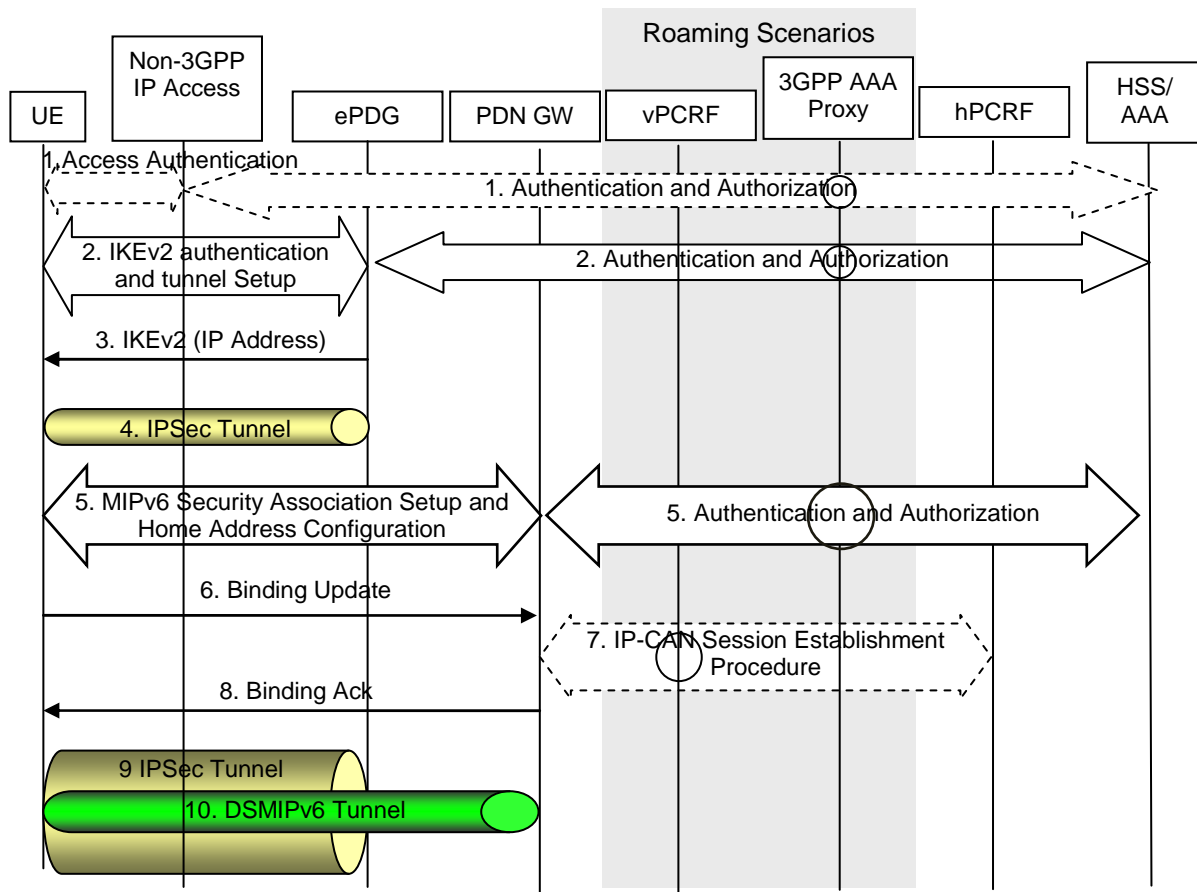 Roaming Scenarios
Non-3GPP
IP Access
3GPP AAA
Proxy
HSS/
AAA
UE
ePDG
PDN GW
vPCRF
hPCRF
1.Access Authentication
1. Authentication and Authorization
2. IKEv2 authentication
and tunnel Setup
2. Authentication and Authorization
3. IKEv2 (IP Address)
4. IPSec Tunnel
5. MIPv6 Security Association Setup and
Home Address Configuration
5. Authentication and Authorization
6. Binding Update
7. IP-CAN Session Establishment
Procedure
8. Binding Ack
9 IPSec Tunnel
10. DSMIPv6 Tunnel